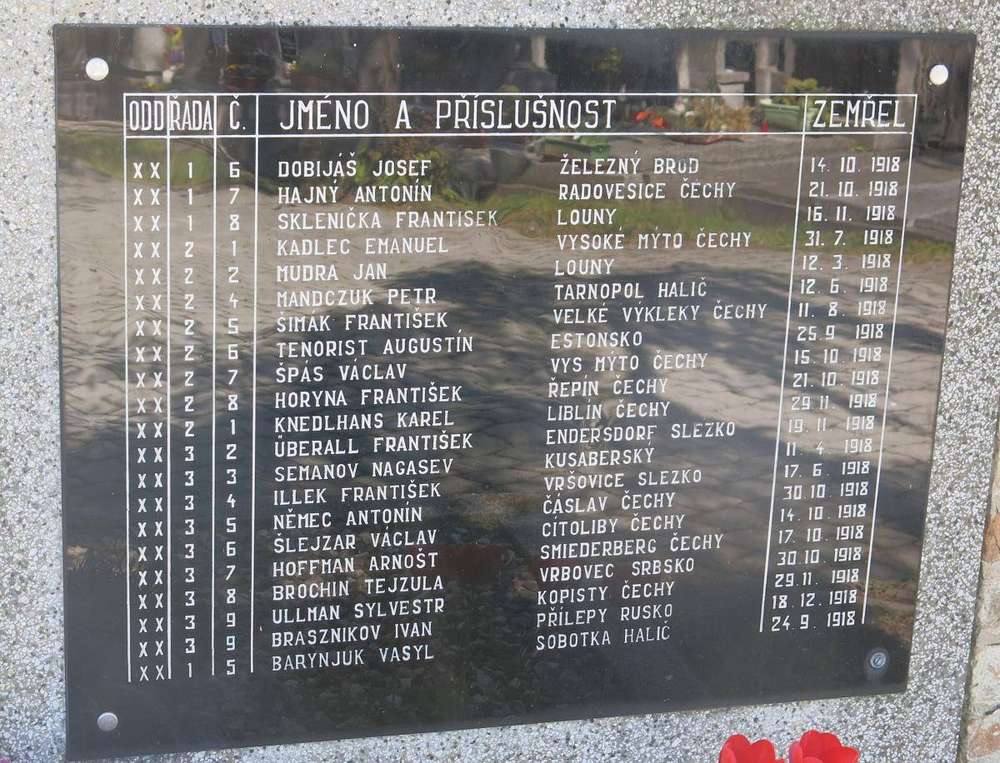 ODD ŘADA Č. JMÉNO A PŘÍSLUŠNOST ZEMŘEL
XX 1 6 DOBIJÁŠ JOSEF ŽELEZNÝ BROD 14. 10. 1918
XX 1 7 HAJNÝ ANTONÍN RADOVESICE ČECHY 21. 10. 1918
XX 1 8 SKLENIČKA FRANTISEK LOUNY 16. 11. 1918
XX 2 1 KADLEC EMANUEL VYSOKÉ MÝTO ČECHY 31. 7. 1918
XX 2 2 MUDRA JAN LOUNY 12. 3. 1918
XX 2 4 MANDCZUK PETR TARNOPOL HALIČ 12. 6. 1918
XX 2 5 ŠIMÁK FRANTIŠEK VELKÉ VÝKLEKY ČECHY 11. 8. 1918
XX 2 6 TENORIST AUGUSTÍN ESTONSKO 25. 9 1918
XX 2 7 ŠPÁS VÁCLAV VYS MÝTO ČECHY 15. 10. 1918
XX 2 8 HORYNA FRANTIŠEK ŘEPÍN ČECHY 21. 10. 1918
XX 2 1 KNEDLHANS KAREL LIBLÍN ČECHY 29 11. 1918
XX 3 2 ÜBERALL FRANTIŠEK ENDERSDORF SLEZKO 19. 11. 1918
XX 3 3 SEMANOV NAGASEV KUSABERSKÝ 11. 4. 1918
XX 3 4 ILLEK FRANTIŠEK VRŠOVICE SLEZKO 17. 6. 1918
XX 3 5 NĚMEC ANTONÍN ČÁSLAV ČECHY 30 10. 1918
XX 3 6 ŠLEJZAR VÁCLAV CÍTOLIBY ČECHY 14. 10. 1918
XX 3 7 HOFFMAN ARNOŠT SMIEDERBERG ČECHY 17. 10. 1918
XX 3 8 BROCHIN TEJZULA VRBOVEC SRBSKO 30 10. 1918
XX 3 9 ULLMAN SYLVESTR KOPISTY ČECHY 29. 11. 1918
XX 3 9 BRASZNIKOV IVAN PŘÍLEPY RUSKO 18. 12. 1918
XX 1 5 BARYNJUK VASYL SOBOTKA HALIČ 24. 9. 1918